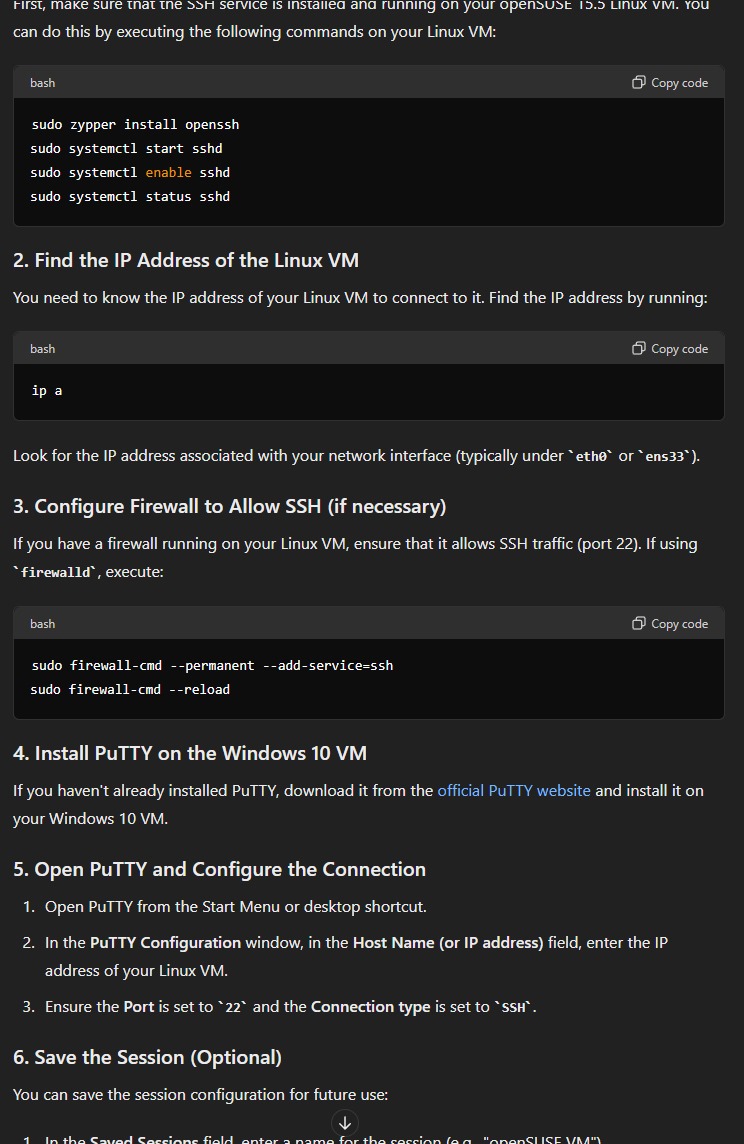 First, make sure that the SSH service is installed and running on your openSUSE 15.5 Linux VM. You
can do this by executing the following commands on your Linux VM:
bash
Copy code
sudo zypper install openssh
sudo systemctl start sshd
sudo systemctl enable sshd
sudo systemctl status sshd
2. Find the IP Address of the Linux VM
You need to know the IP address of your Linux VM to connect to it. Find the IP address by running:
bash
Copy code
ip a
Look for the IP address associated with your network interface (typically under `eth0` or `ens33`).
3. Configure Firewall to Allow SSH (if necessary)
If you have a firewall running on your Linux VM, ensure that it allows SSH traffic (port 22). If using
`firewalld`, execute:
bash
Copy code
sudo firewall-cmd --permanent --add-service=ssh
sudo firewall-cmd --reload
4. Install PuTTY on the Windows 10 VM
If you haven't already installed PuTTY, download it from the official PuTTY website and install it on
your Windows 10 VM.
5. Open PuTTY and Configure the Connection
1. Open PuTTY from the Start Menu or desktop shortcut.
2. In the PuTTY Configuration window, in the Host Name (or IP address) field, enter the IP
address of your Linux VM.
3. Ensure the Port is set to `22` and the Connection type is set to `SSH`.
6. Save the Session (Optional)
You can save the session configuration for future use:
1. In the Saved Sessions field, enter a name for the session (e.g., "openSUSE VM")